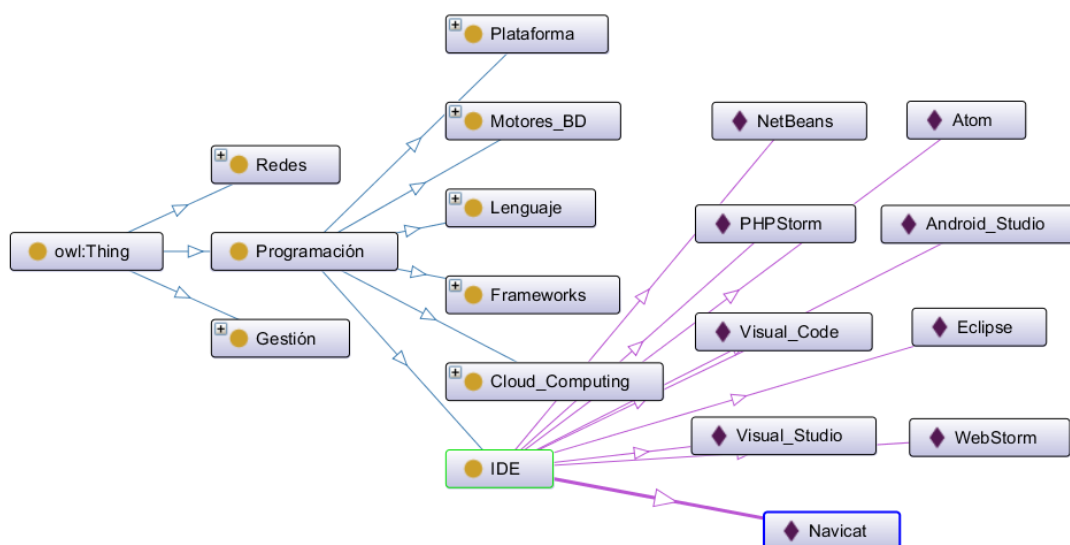 Plataforma
Motores_BD
NetBeans
Atom
Redes
Lenguaje
PHPStorm
Android_Studio
owl:Thing
Programación
Frameworks
Gestión
Visual_Code
Eclipse
Cloud_Computing
Visual_Studio
WebStorm
IDE
Navicat